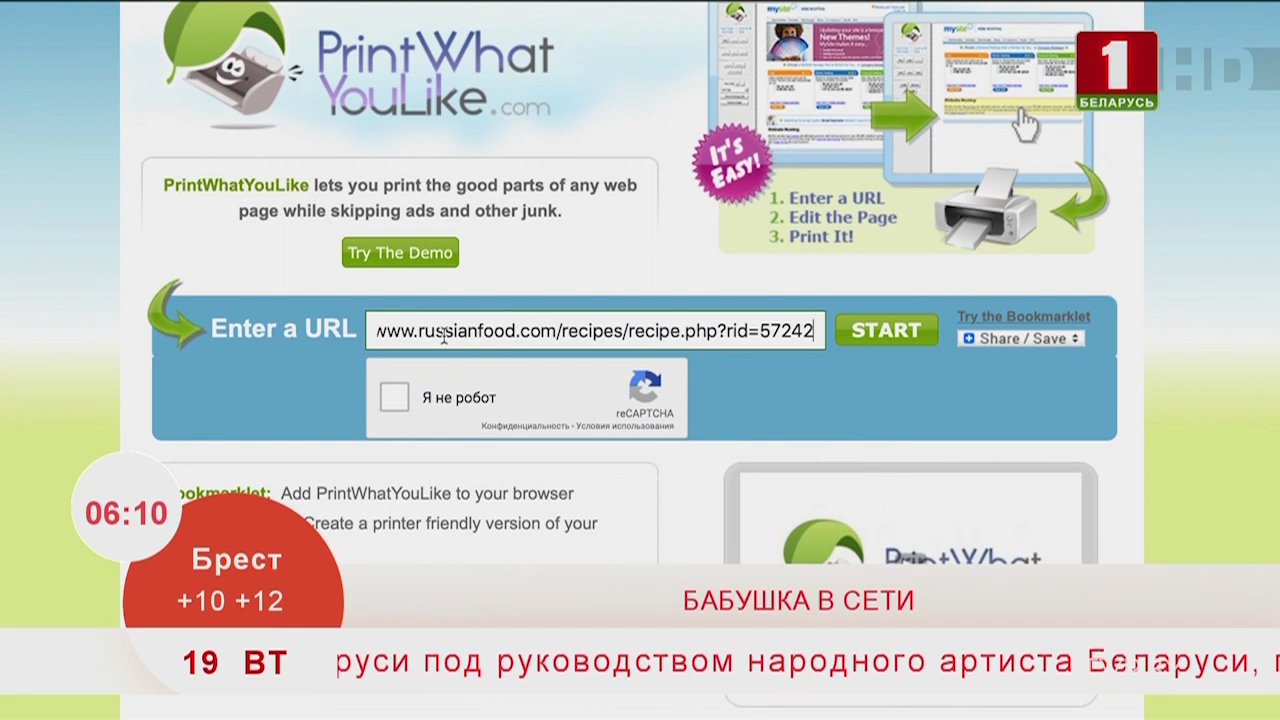 PrintWhat
YouLike.com
IT'S
EASY!
1. Enter a URL
2. Edit the Page
3. Print It!
1
HD
БЕЛАРУСЬ
PrintWhatYouLike lets you print the good parts of any web
page while skipping ads and other junk.
Try The Demo
Enter a URL
www.russianfood.com/recipes/recipe.php?rid=57242
START
Try the Bookmarklet
Share / Save
Я не робот
reCAPTCHA
Конфиденциальность - Условия использования
Add PrintWhatYouLike to your browser
Create a printer friendly version of your
PrintWhat
06:10
Брест
+10 +12
БАБУШКА В СЕТИ
19 ВТ
руси под руководством народного артиста Беларуси,